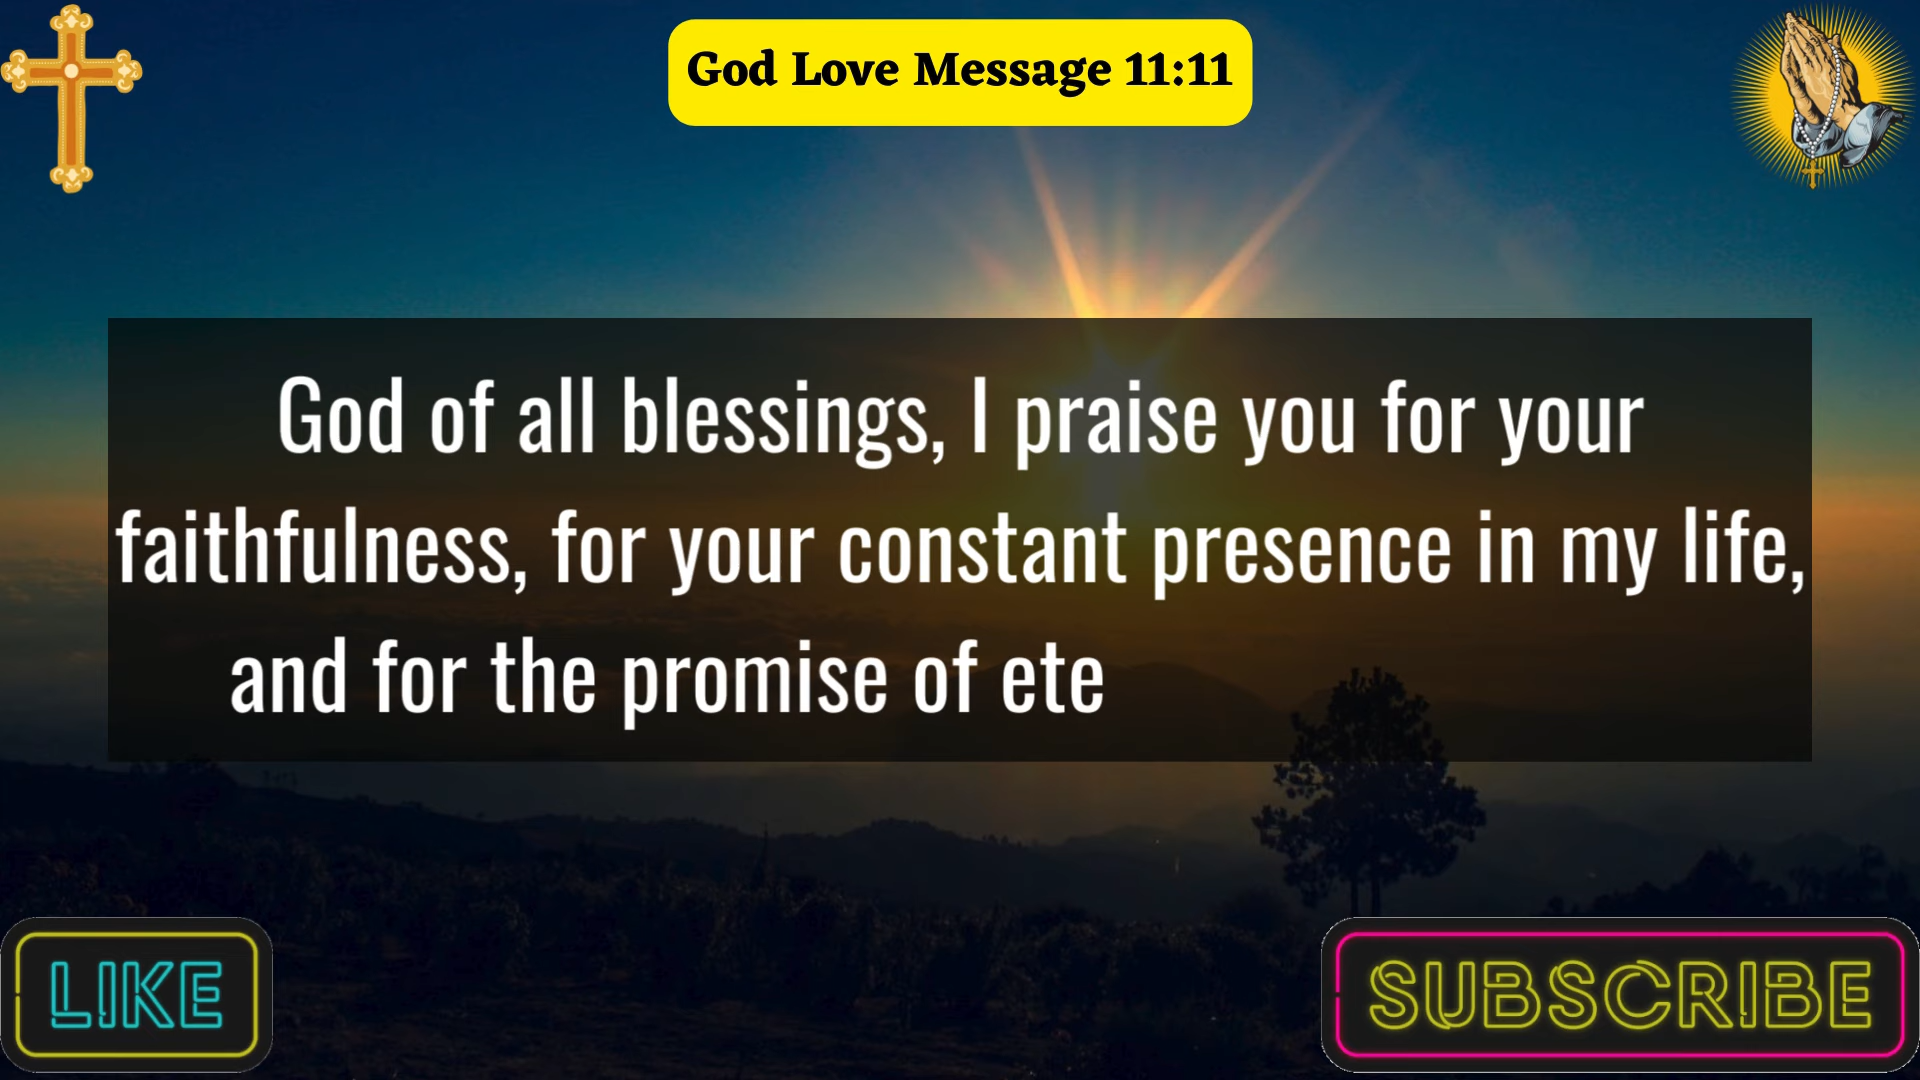 God Love Message 11:11
God of all blessings, I praise you for your
faithfulness, for your constant presence in my life,
and for the promise of ete
LIKE
SUBSCRIBE